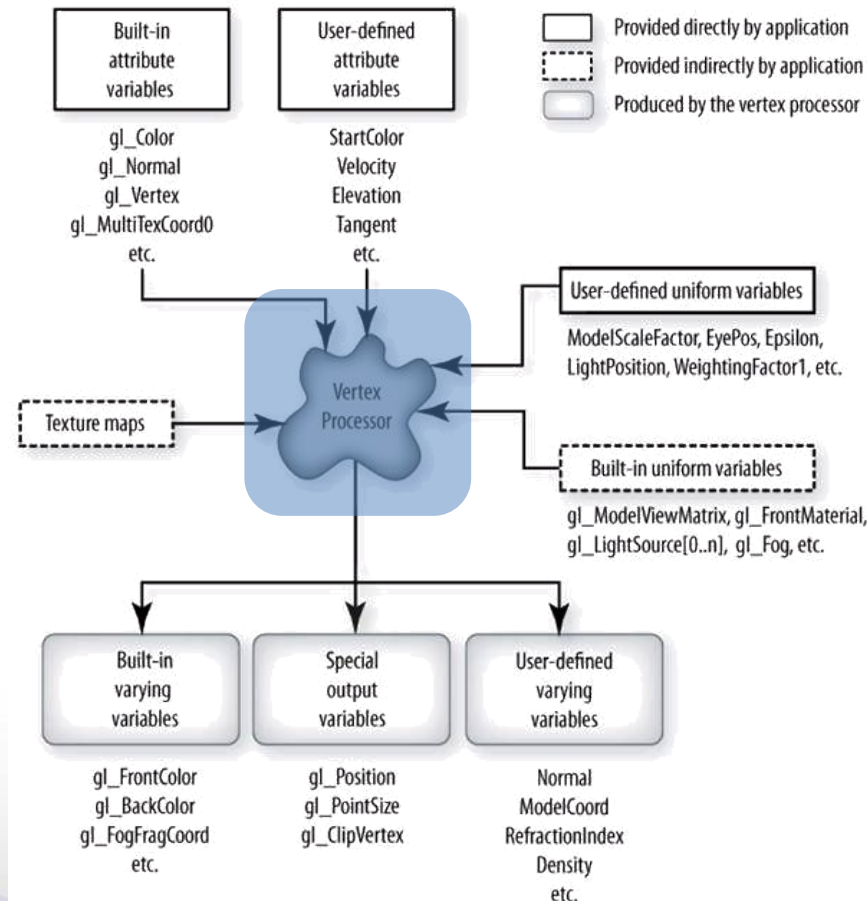 Built-in
attribute
variables
gl_Color
gl_Normal
gl_Vertex
gl_MultiTexCoord0
etc.
User-defined
attribute
variables
StartColor
Velocity
Elevation
Tangent
etc.
Provided directly by application
Provided indirectly by application
Produced by the vertex processor
User-defined uniform variables
ModelScaleFactor, EyePos, Epsilon,
LightPosition, WeightingFactor1, etc.
Vertex
Processor
Texture maps
Built-in uniform variables
gl_ModelViewMatrix, gl_FrontMaterial,
gl_LightSource[0..n], gl_Fog, etc.
Built-in
varying
variables
gl_FrontColor
gl_BackColor
gl_FogFragCoord
etc.
Special
output
variables
gl_Position
gl_PointSize
gl_ClipVertex
User-defined
varying
variables
Normal
ModelCoord
RefractionIndex
Density
etc.